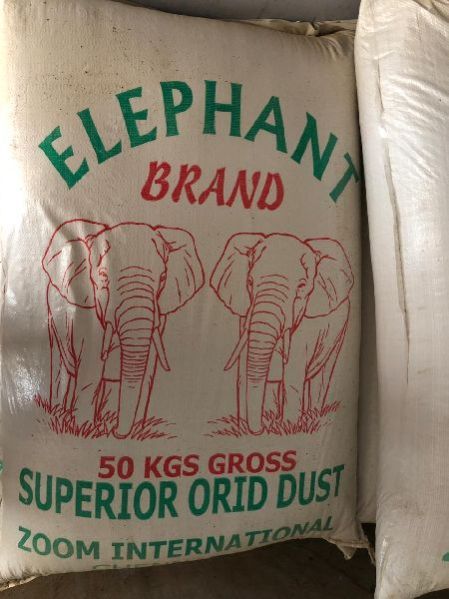 ELEPHANT
BRAND
50 KGS GROSS
SUPERIOR ORID DUST
ZOOM INTERNATIONAL